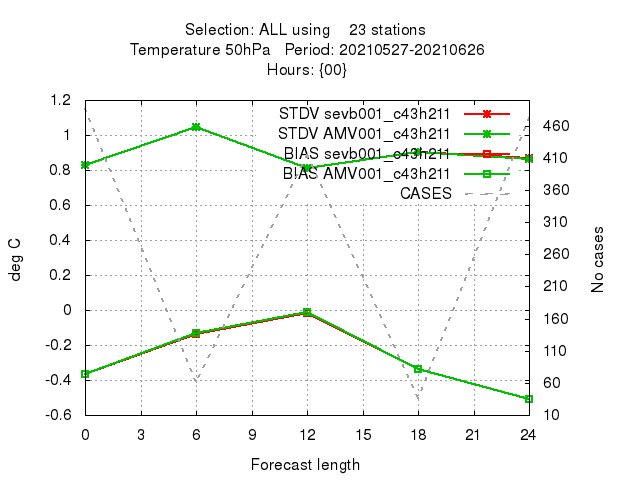 Selection: ALL using 23 stations
Temperature 50hPa Period: 20210527-20210626
Hours: {00}
STDV sevb001_c43h211
STDV AMV001_c43h211
BIAS sevb001_c43h211
BIAS AMV001_c43h211
CASES
1.2
1
0.8
0.6
0.4
0.2
0
-0.2
-0.4
-0.6
deg C
460
410
360
310
260
210
160
110
60
10
No cases
0 3 6 9 12 15 18 21 24
Forecast length